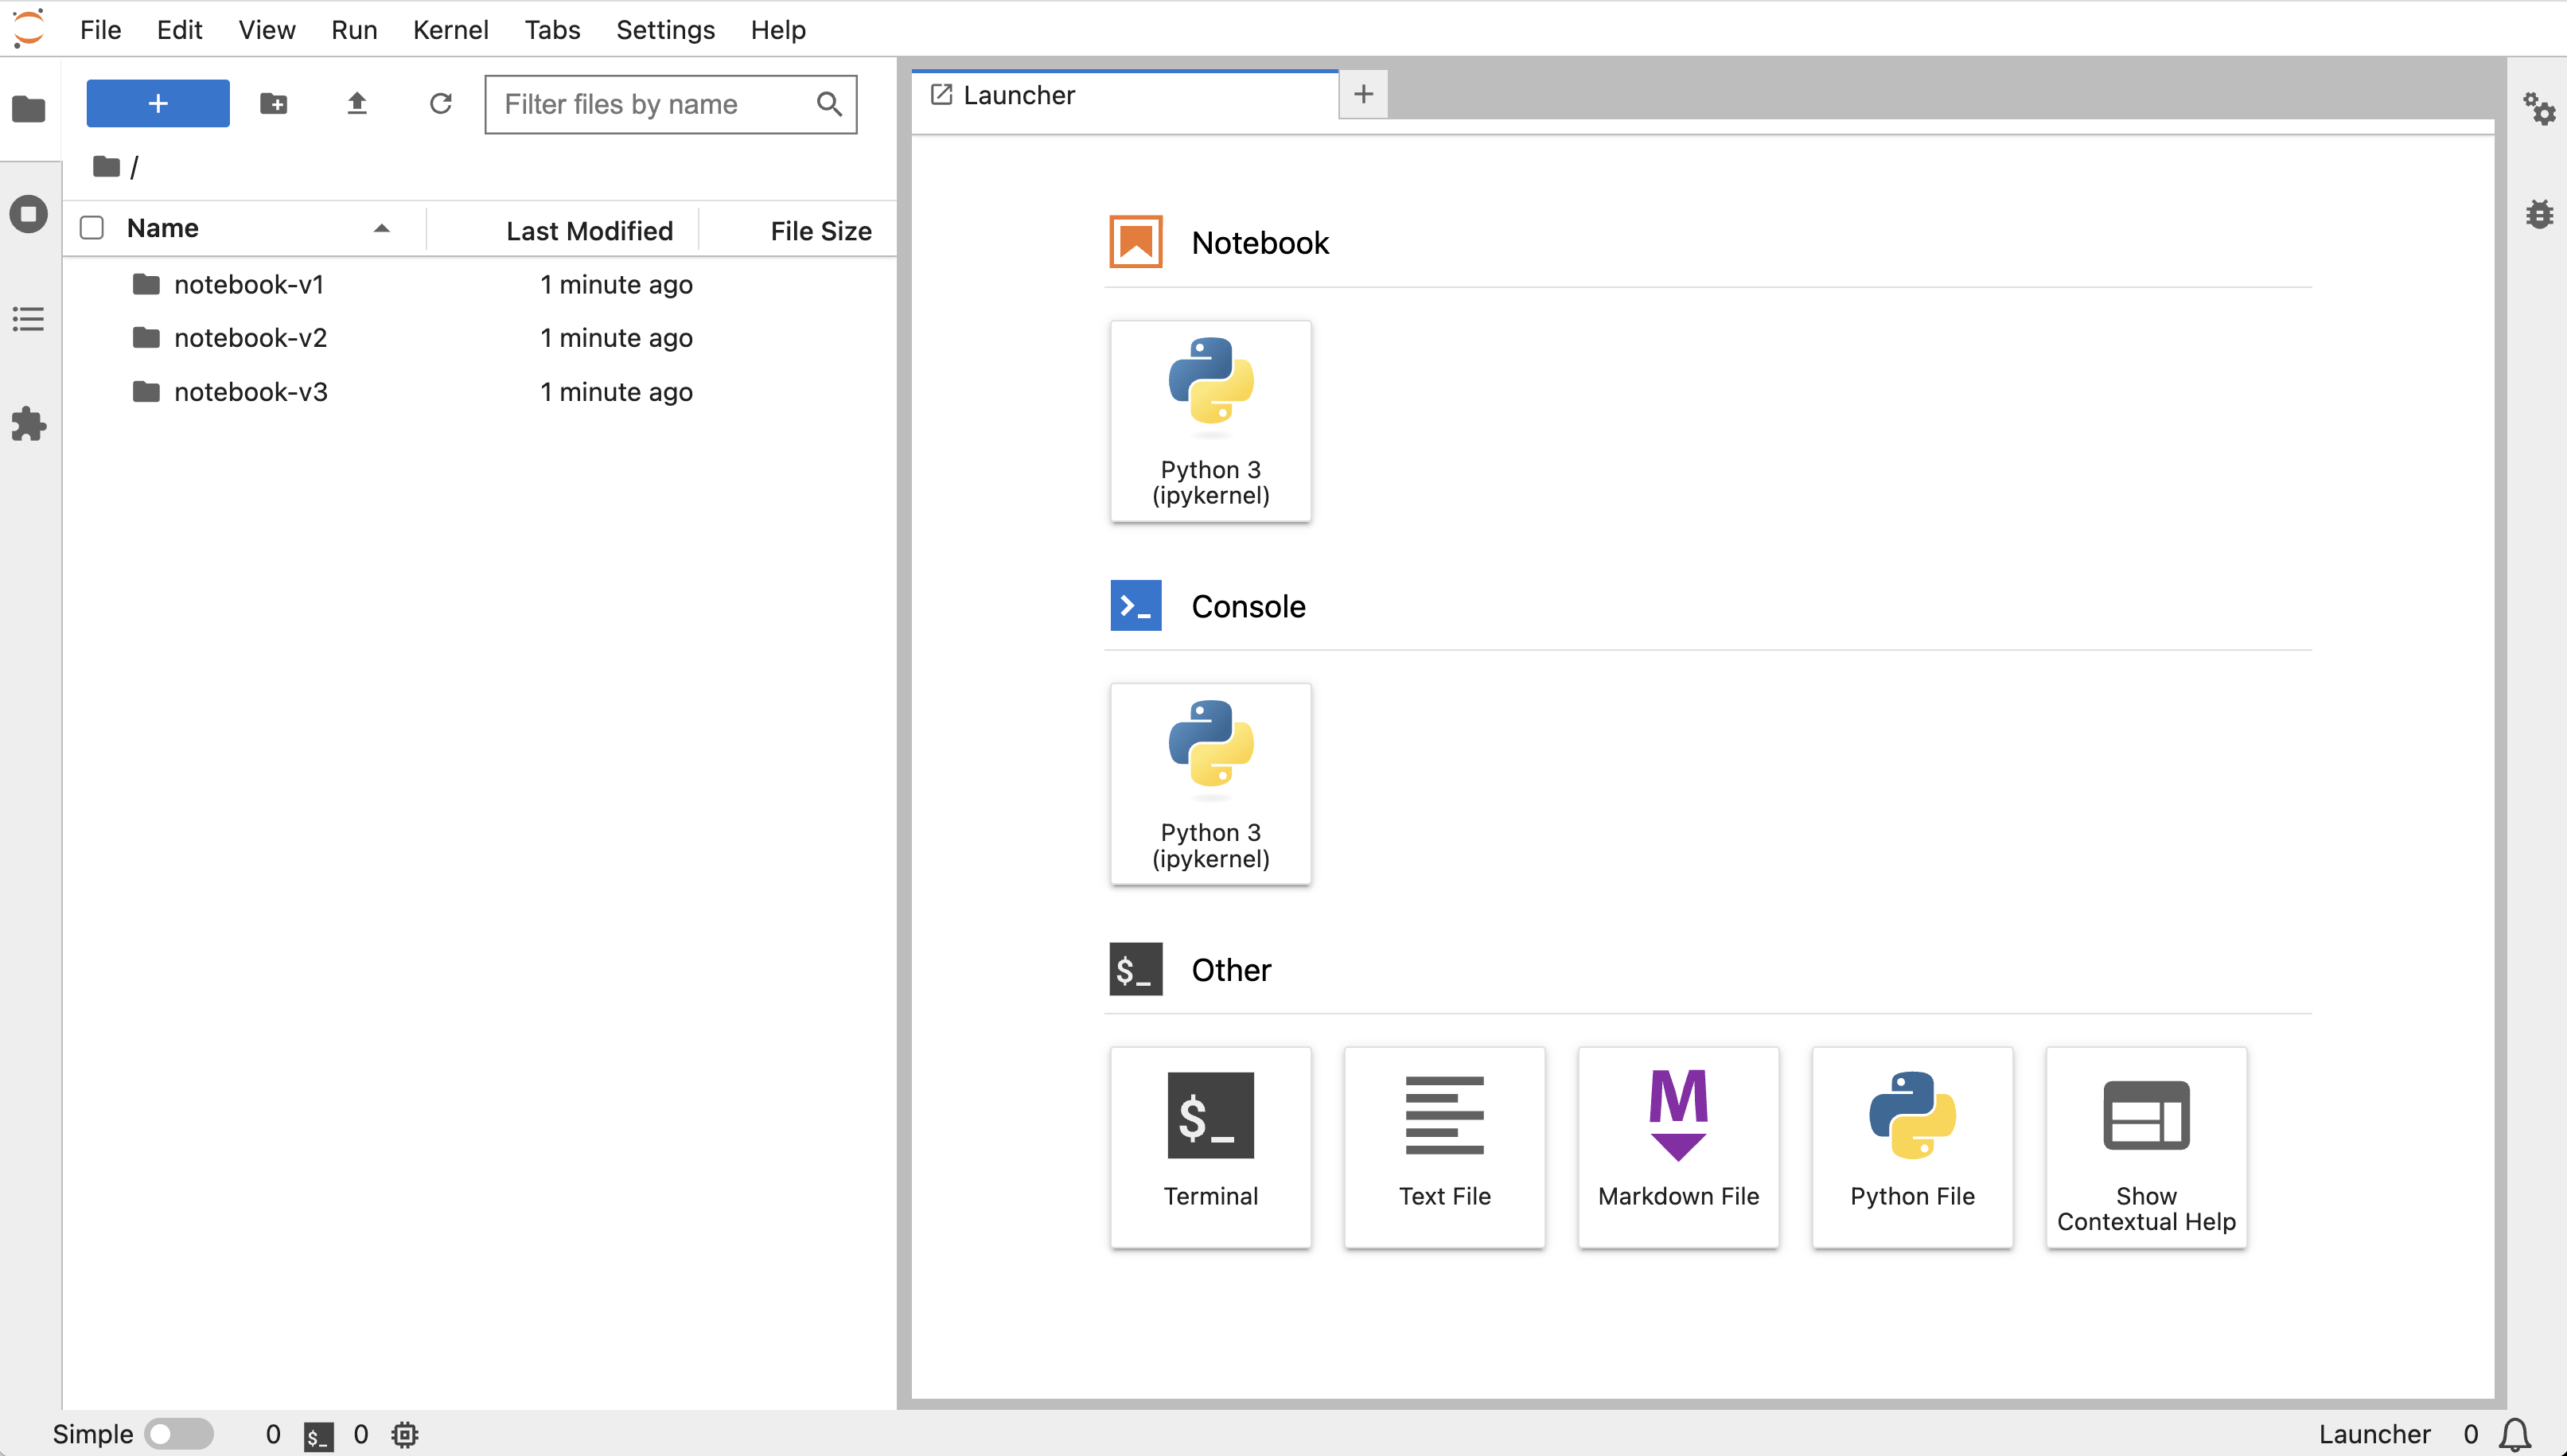 File Edit View Run Kernel Tabs Settings Help
+
Filter files by name
/
Name Last Modified File Size
notebook-v1 1 minute ago
notebook-v2 1 minute ago
notebook-v3 1 minute ago
Launcher +
Notebook
Python 3
(ipykernel)
>_ Console
Python 3
(ipykernel)
$_ Other
$_
Terminal
Text File
M
Markdown File
Python File
Show
Contextual Help
Simple 0 $_ 0
Launcher 0